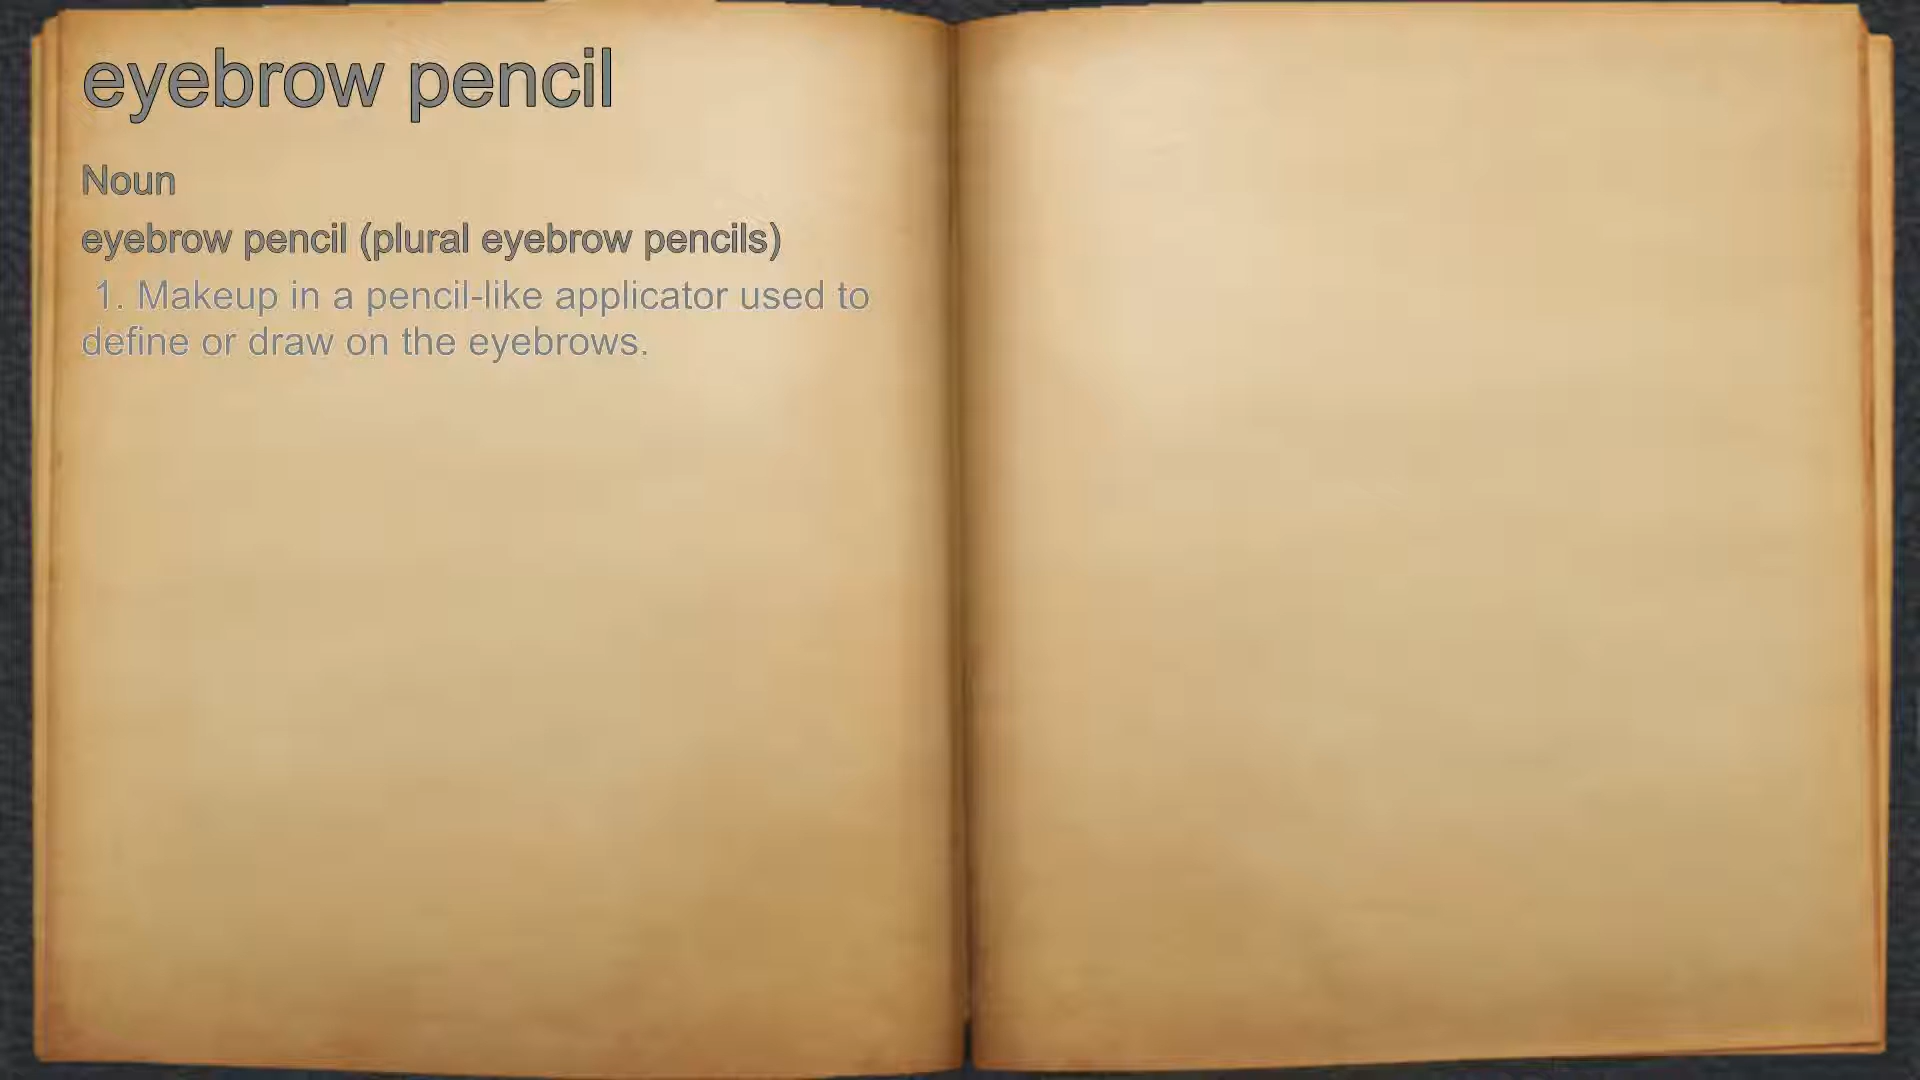 eyebrow pencil
Noun
eyebrow pencil (plural eyebrow pencils)
1. Makeup in a pencil-like applicator used to
define or draw on the eyebrows.